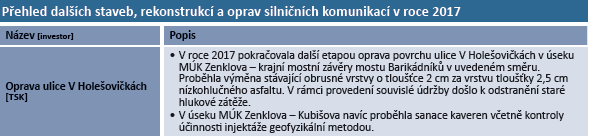 Přehled dalších staveb, rekonstrukcí a oprav silničních komunikací v roce 2017
Název [investor]
Popis
Oprava ulice V Holešovičkách
[TSK]
• V roce 2017 pokračovala další etapou oprava povrchu ulice V Holešovičkách v úseku
MÚK Zenklova – krajní mostní závěry mostu Barikádníků v uvedeném směru.
Proběhla výměna stávající obrusné vrstvy o tloušťce 2 cm za vrstvu tloušťky 2,5 cm
nízkohlučného asfaltu. V rámci provedení souvislé údržby došlo k odstranění staré
hlukové zátěže.
• V úseku MÚK Zenklova – Kubišova navíc proběhla sanace kaveren včetně kontroly
účinnosti injektáže geofyzikální metodou.